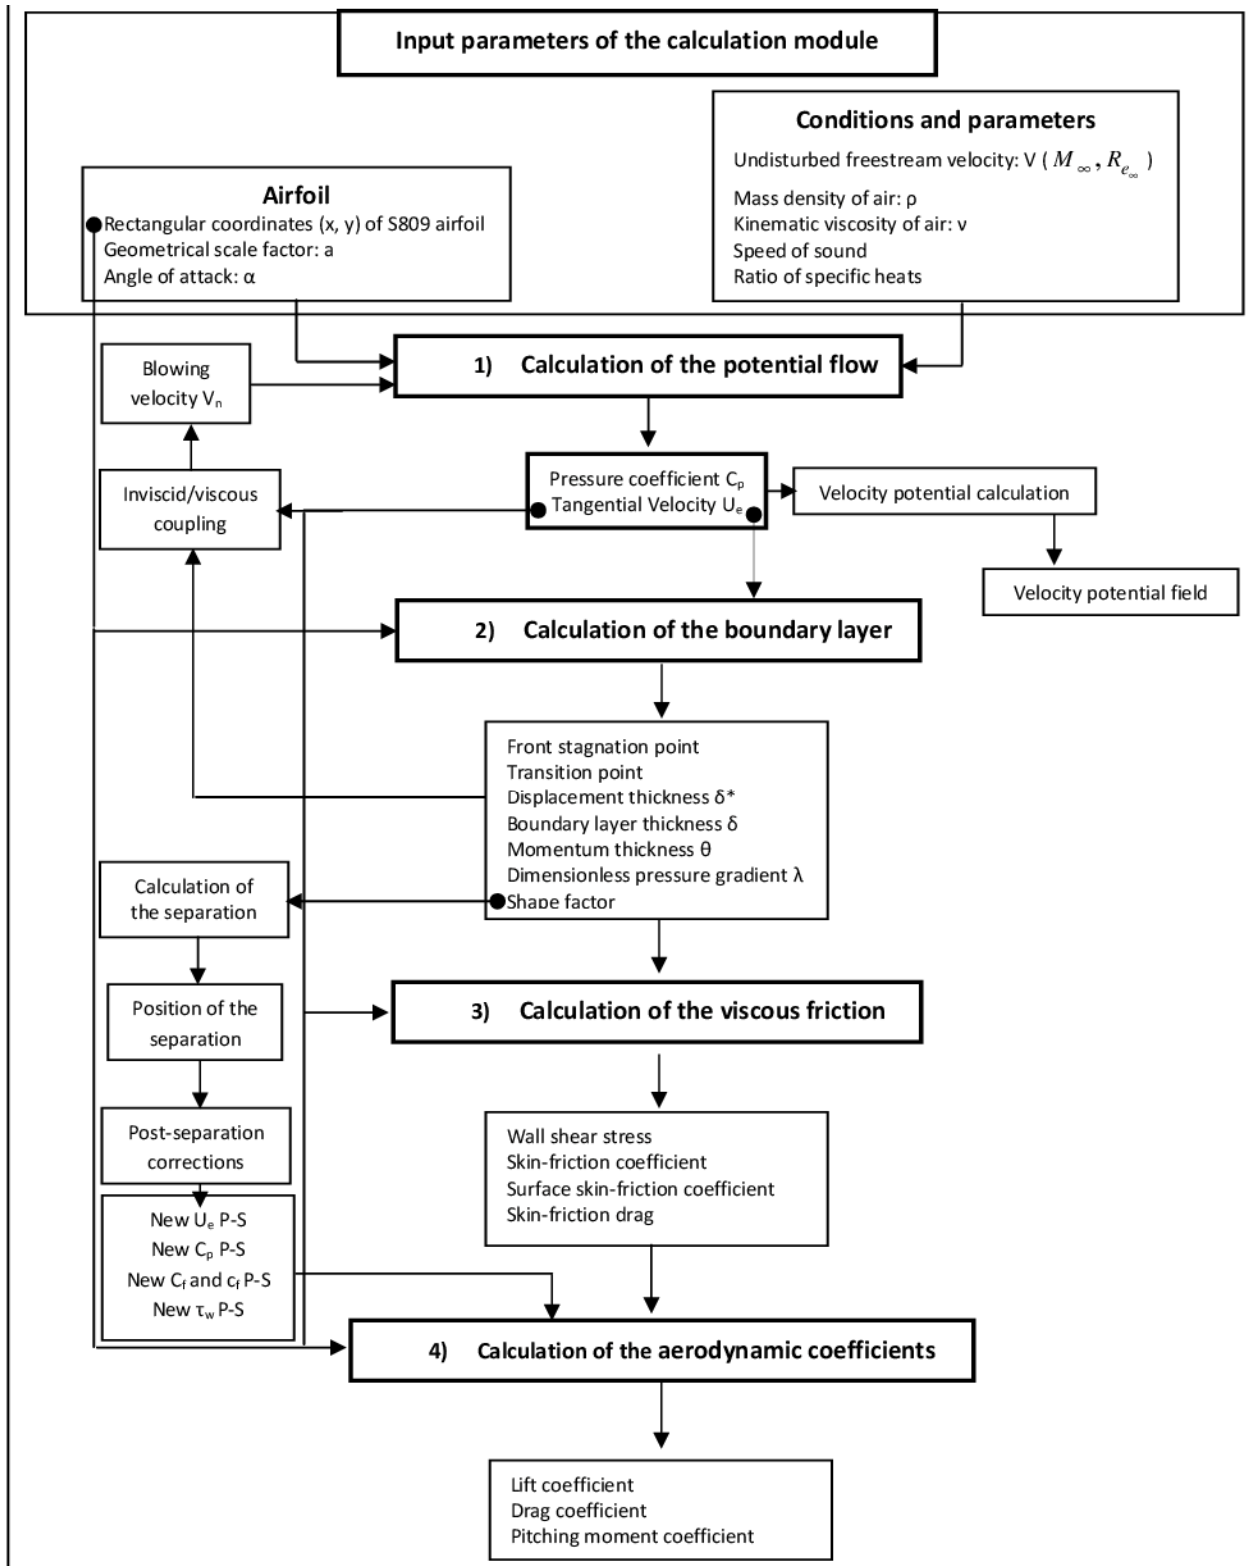 Input parameters of the calculation module
Conditions and parameters
Undisturbed freestream velocity: V ( M∞, Re∞ )
Mass density of air: ρ
Kinematic viscosity of air: ν
Speed of sound
Ratio of specific heats
Airfoil
Rectangular coordinates (x, y) of S809 airfoil
Geometrical scale factor: a
Angle of attack: α
1) Calculation of the potential flow
Blowing
velocity Vn
Inviscid/viscous
coupling
Pressure coefficient Cp
Tangential Velocity Ue
Velocity potential calculation
Velocity potential field
2) Calculation of the boundary layer
Front stagnation point
Transition point
Displacement thickness δ*
Boundary layer thickness δ
Momentum thickness θ
Dimensionless pressure gradient λ
Shape factor
Calculation of
the separation
Position of the
separation
Post-separation
corrections
New Ue P-S
New Cp P-S
New Cf and cf P-S
New τw P-S
3) Calculation of the viscous friction
Wall shear stress
Skin-friction coefficient
Surface skin-friction coefficient
Skin-friction drag
4) Calculation of the aerodynamic coefficients
Lift coefficient
Drag coefficient
Pitching moment coefficient